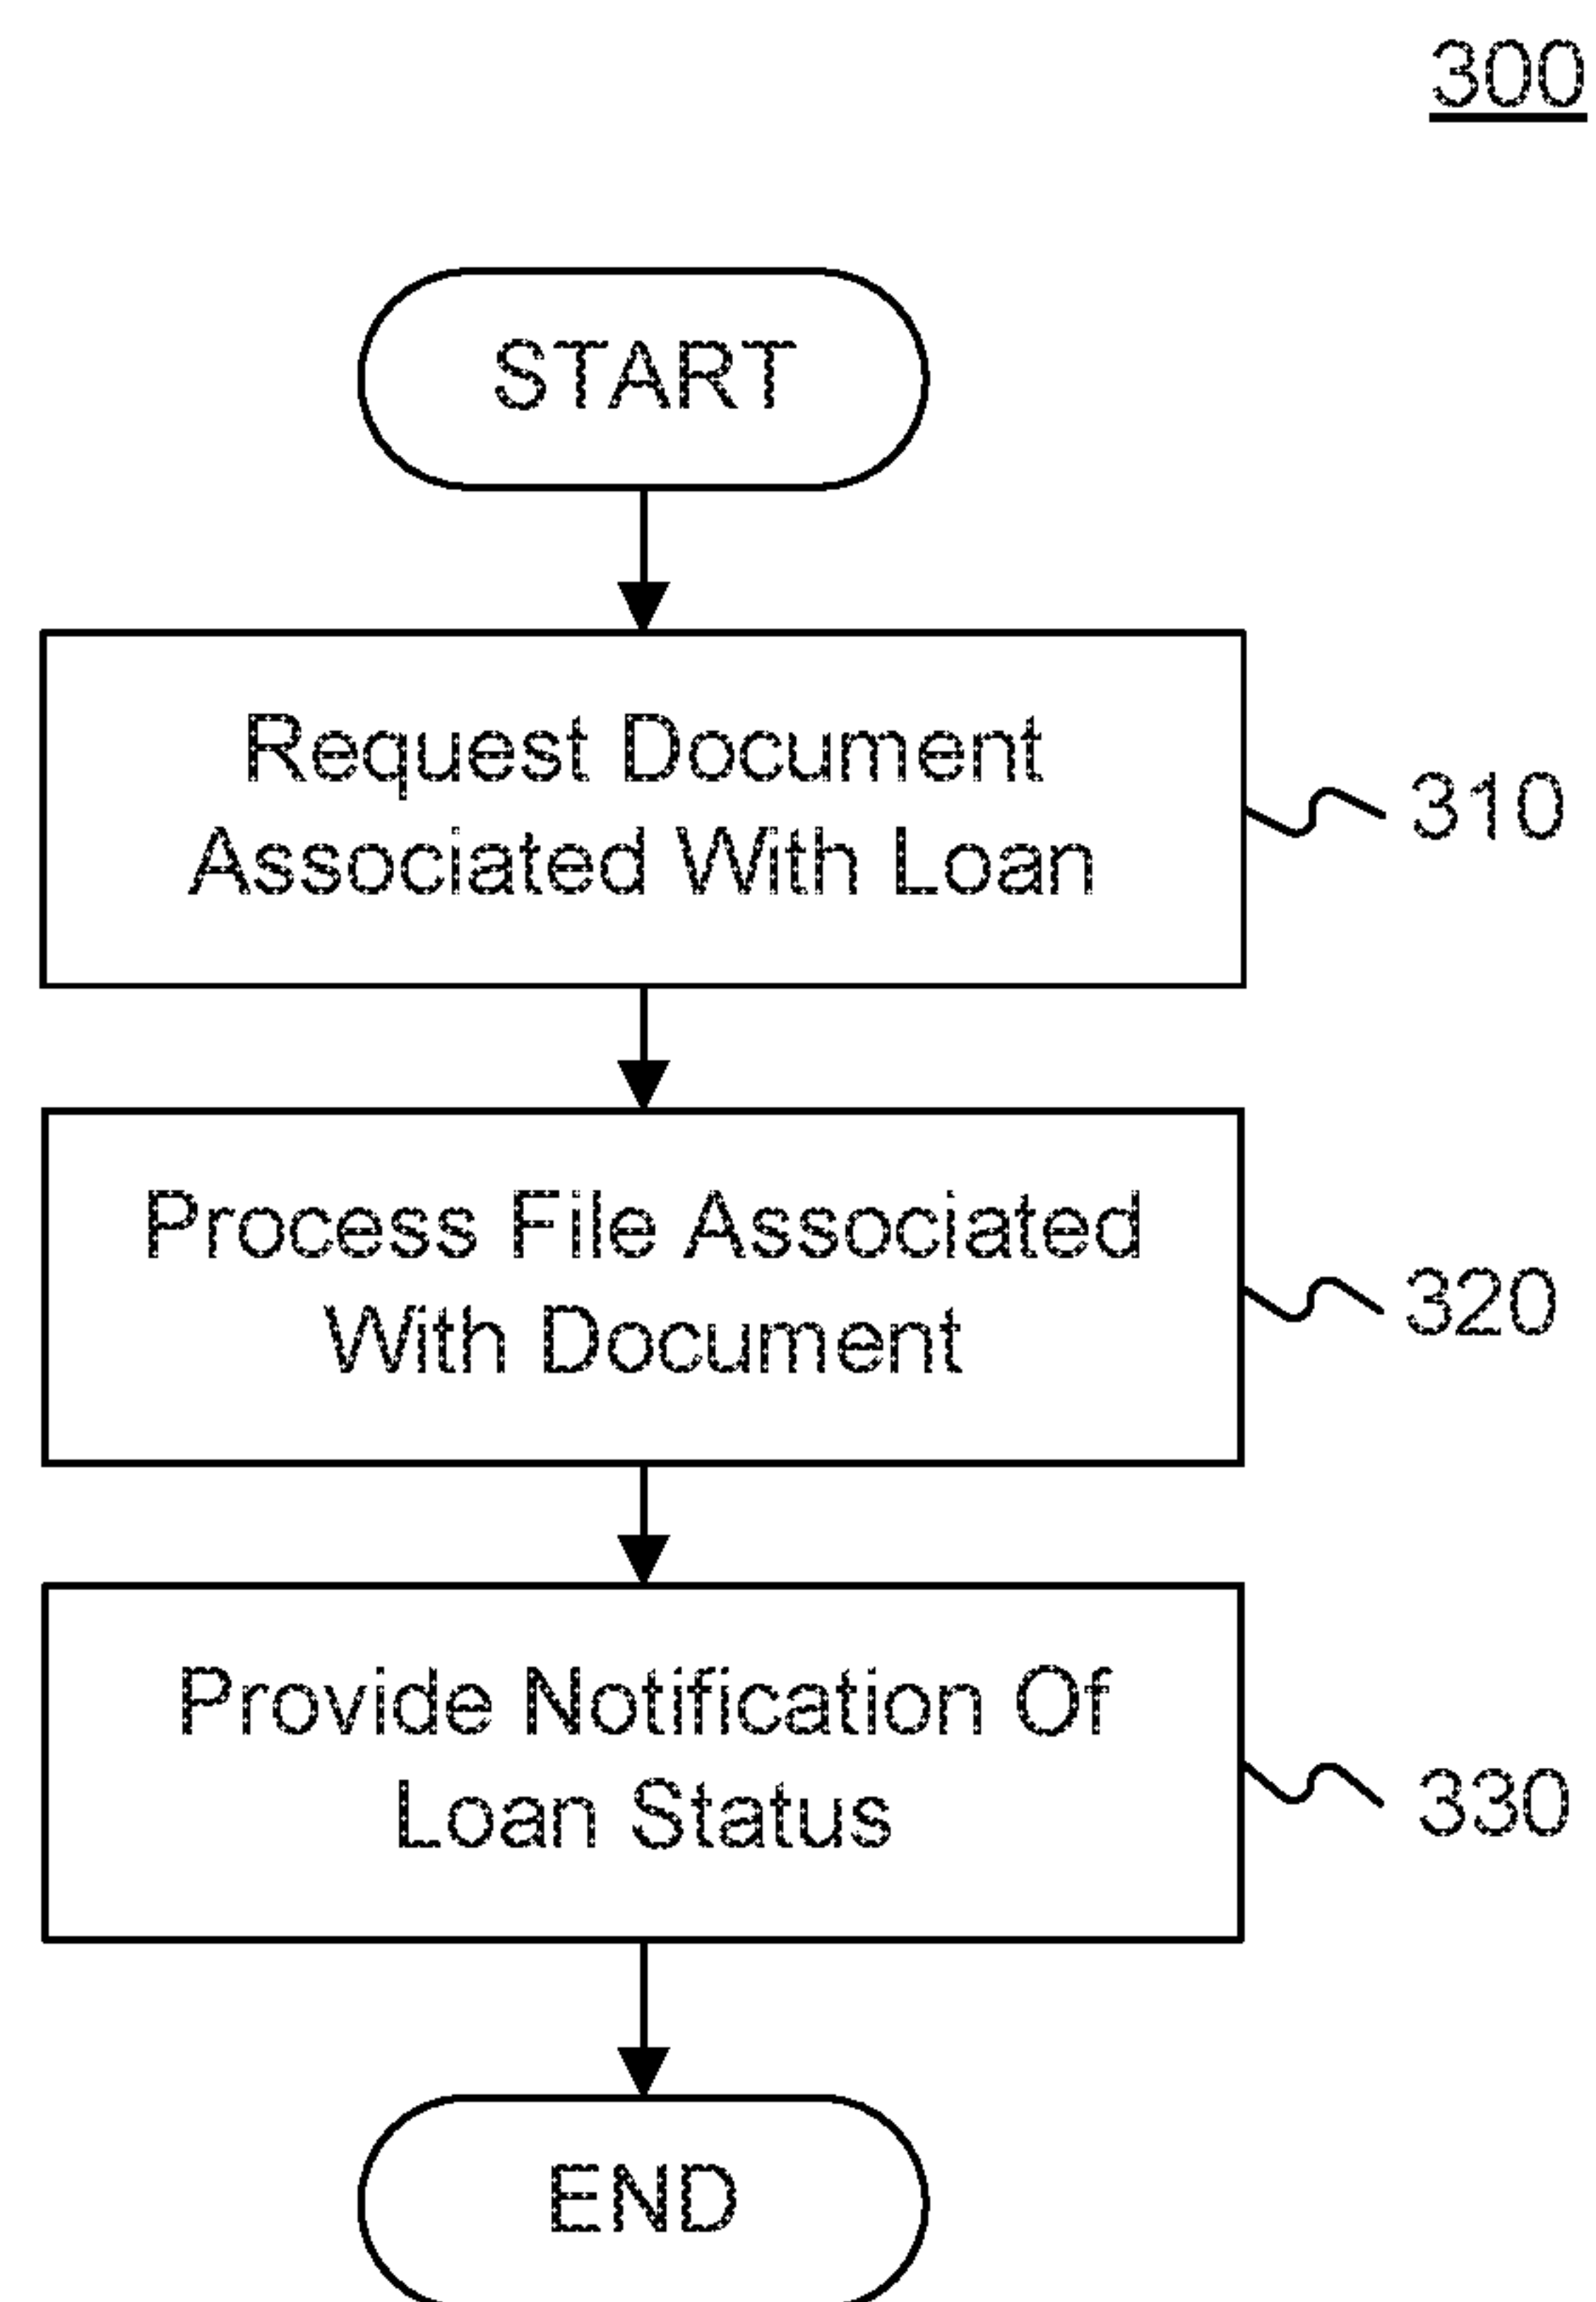 300
START
Request Document
Associated With Loan
310
Process File Associated
With Document
320
Provide Notification Of
Loan Status
330
END